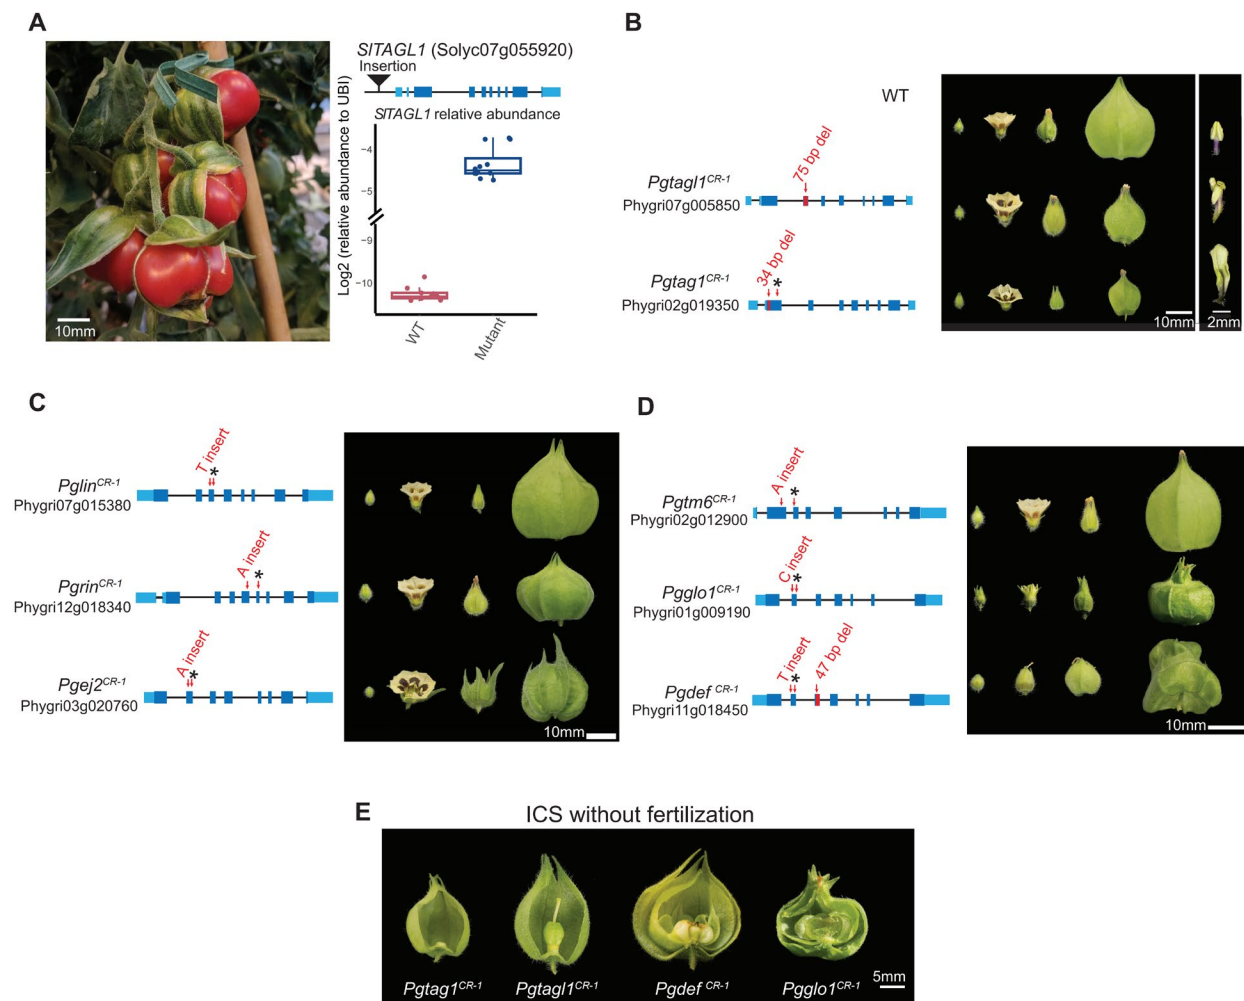 A
SlTAGL1 (Solyc07g055920)
Insertion
SlTAGL1 relative abundance
Log2 (relative abundance to UBI)
-4
-5
-9
-10
WT
Mutant
10mm
B
WT
75 bp del
Pgtagl1CR-1
Phygri07g005850
34 bp del
*
Pgtag1CR-1
Phygri02g019350
10mm
2mm
C
T insert
*
PglinCR-1
Phygri07g015380
A insert
*
PgrinCR-1
Phygri12g018340
A insert
*
Pgej2CR-1
Phygri03g020760
10mm
D
A insert
*
Pgtm6CR-1
Phygri02g012900
C insert
*
Pgglo1CR-1
Phygri01g009190
T insert
*
47 bp del
Pgdef CR-1
Phygri11g018450
10mm
E
ICS without fertilization
Pgtag1CR-1
Pgtagl1CR-1
Pgdef CR-1
Pgglo1CR-1
5mm